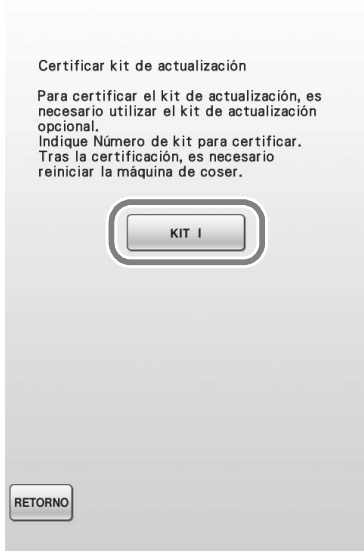 Certificar kit de actualización
Para certificar el kit de actualización, es
necesario utilizar el kit de actualización
opcional.
Indique Número de kit para certificar.
Tras la certificación, es necesario
reiniciar la máquina de coser.
KIT I
RETORNO